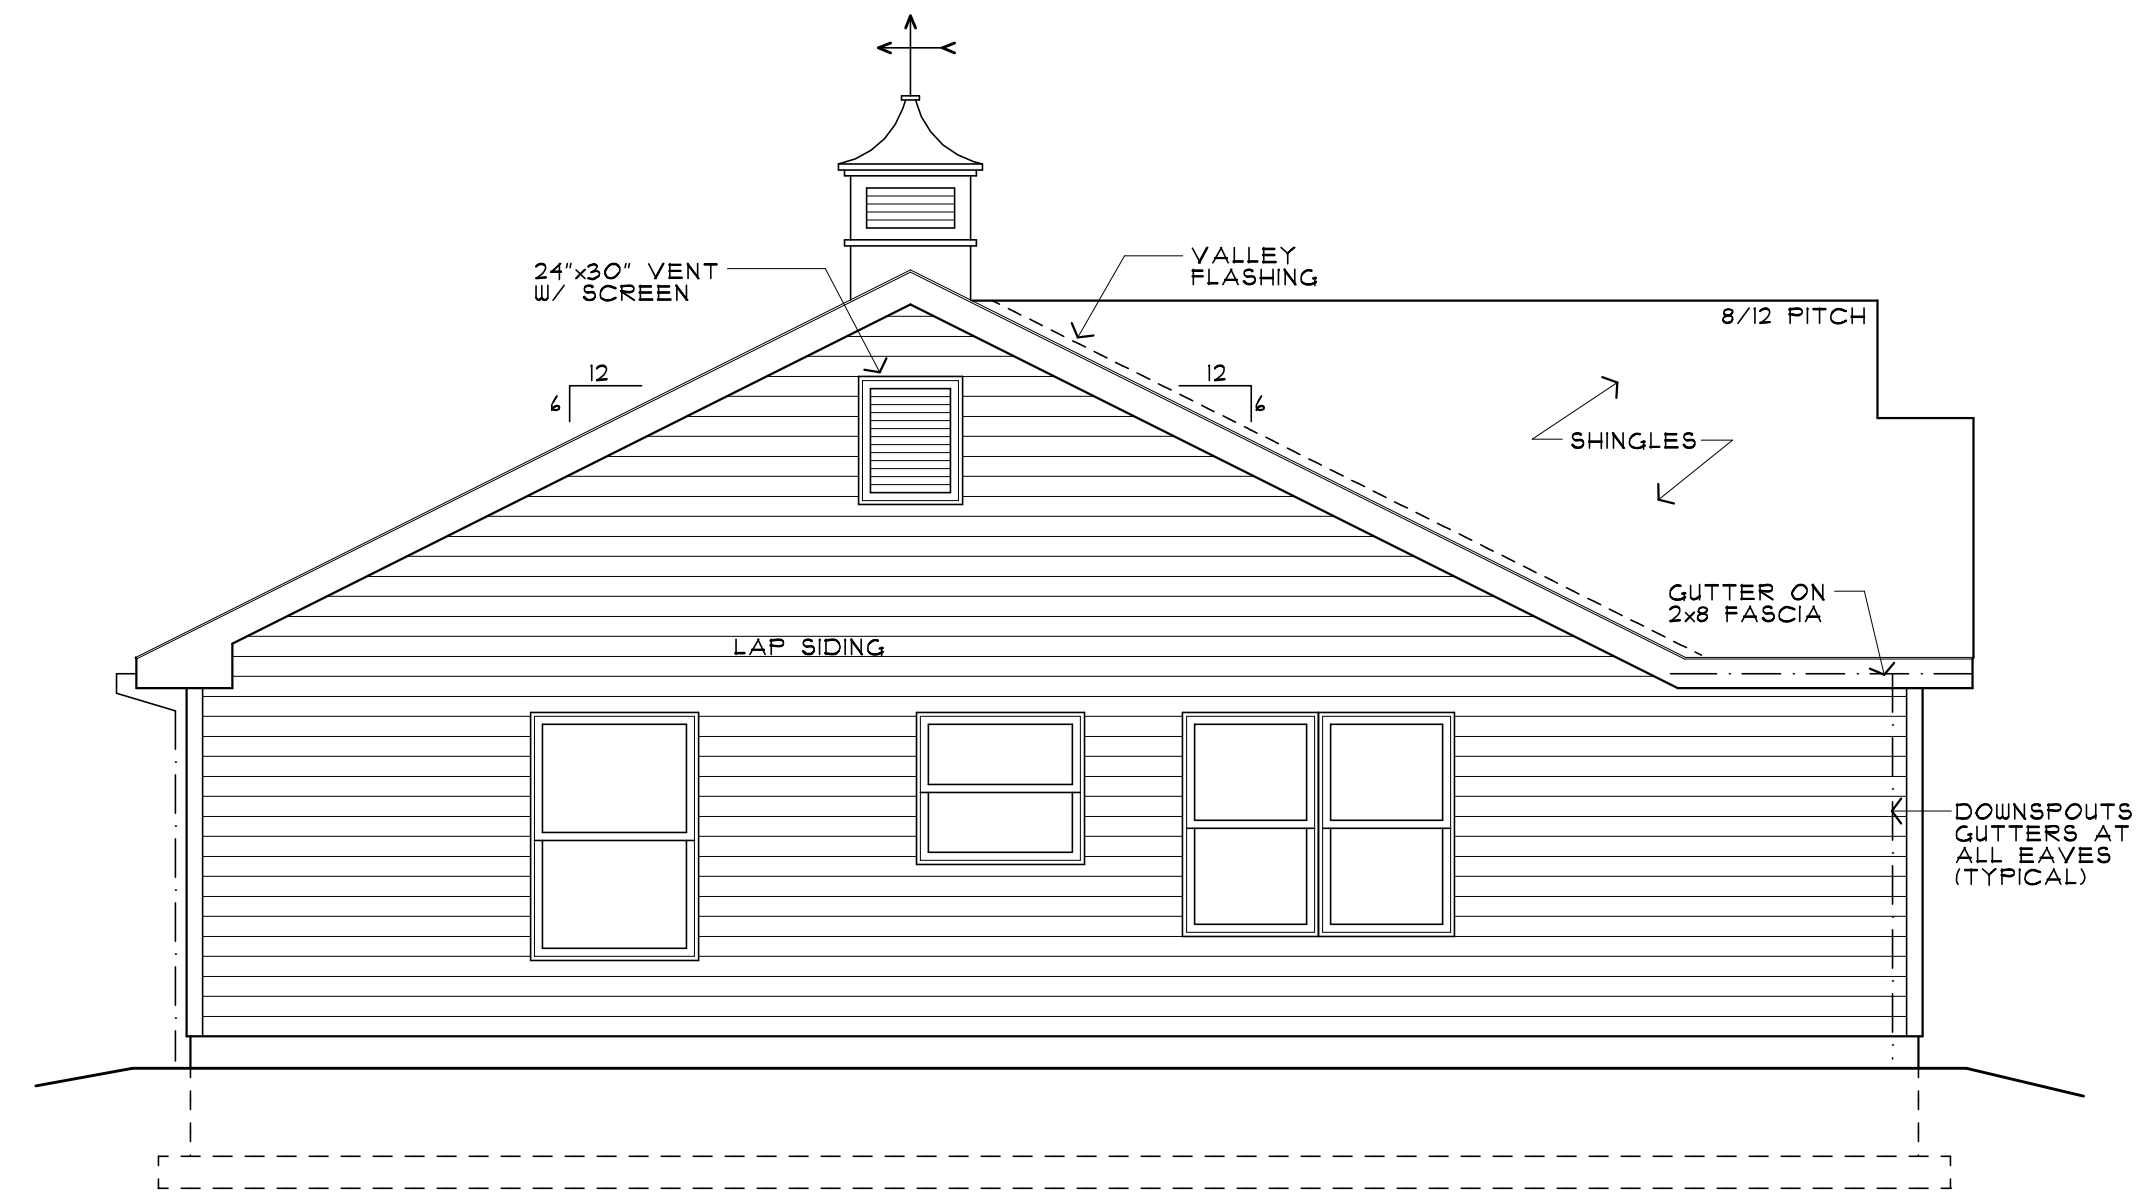 24"x30" VENT
W/ SCREEN
VALLEY
FLASHING
8/12 PITCH
12
6
12
6
SHINGLES
GUTTER ON
2x8 FASCIA
LAP SIDING
DOWNSPOUTS
GUTTERS AT
ALL EAVES
(TYPICAL)